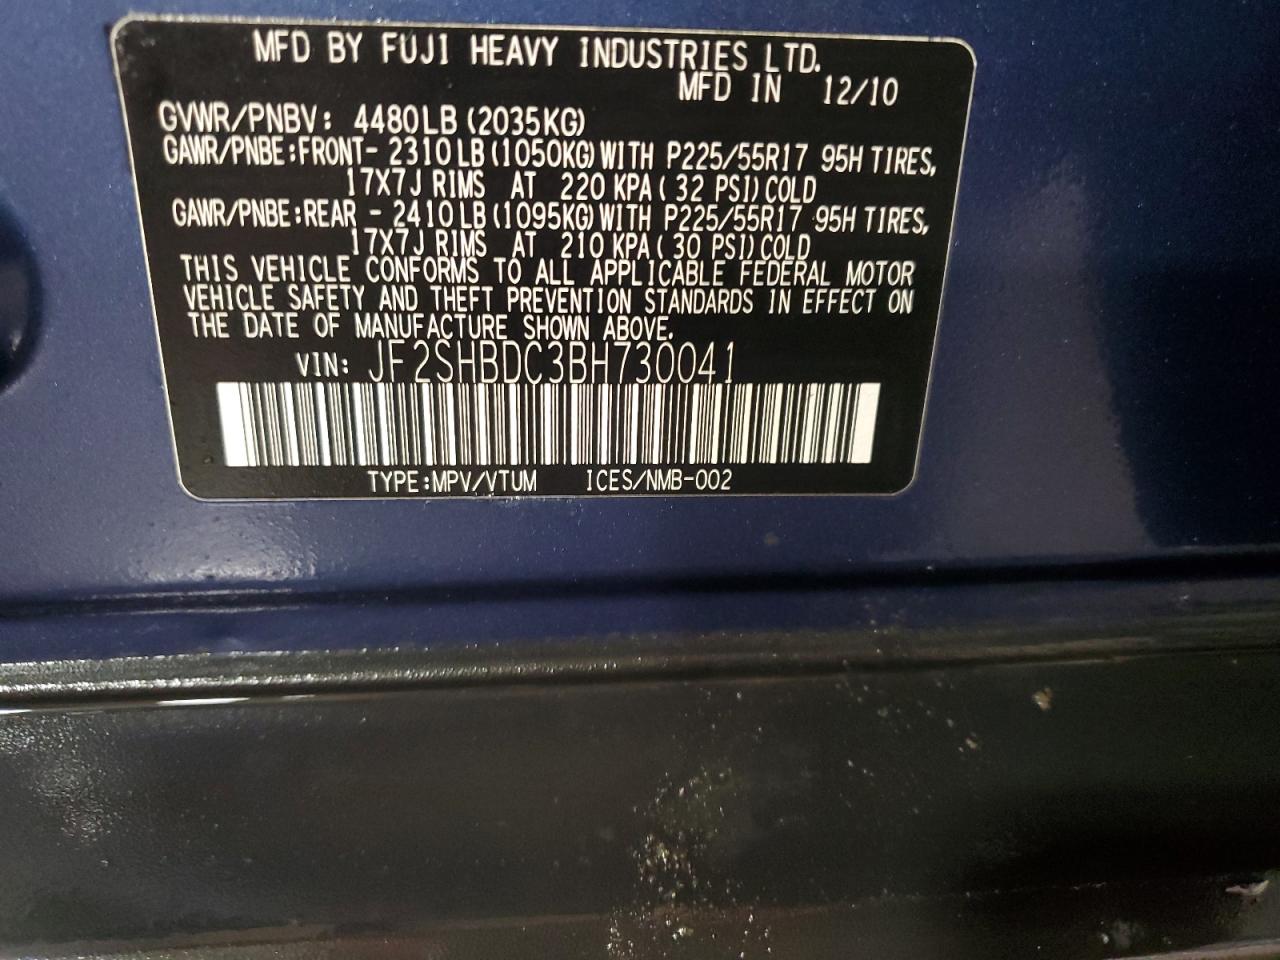 MFD BY FUJI HEAVY INDUSTRIES LTD.
MFD IN 12/10
GVWR/PNBV: 4480LB (2035KG)
GAWR/PNBE:FRONT- 2310 LB (1050KG) WITH P225/55R17 95H TIRES,
17X7J RIMS AT 220 KPA ( 32 PSI) COLD
GAWR/PNBE:REAR - 2410 LB (1095KG) WITH P225/55R17 95H TIRES,
17X7J RIMS AT 210 KPA ( 30 PSI) COLD
THIS VEHICLE CONFORMS TO ALL APPLICABLE FEDERAL MOTOR
VEHICLE SAFETY AND THEFT PREVENTION STANDARDS IN EFFECT ON
THE DATE OF MANUFACTURE SHOWN ABOVE.
VIN: JF2SHBDC3BH730041
TYPE:MPV/VTUM ICES/NMB-002